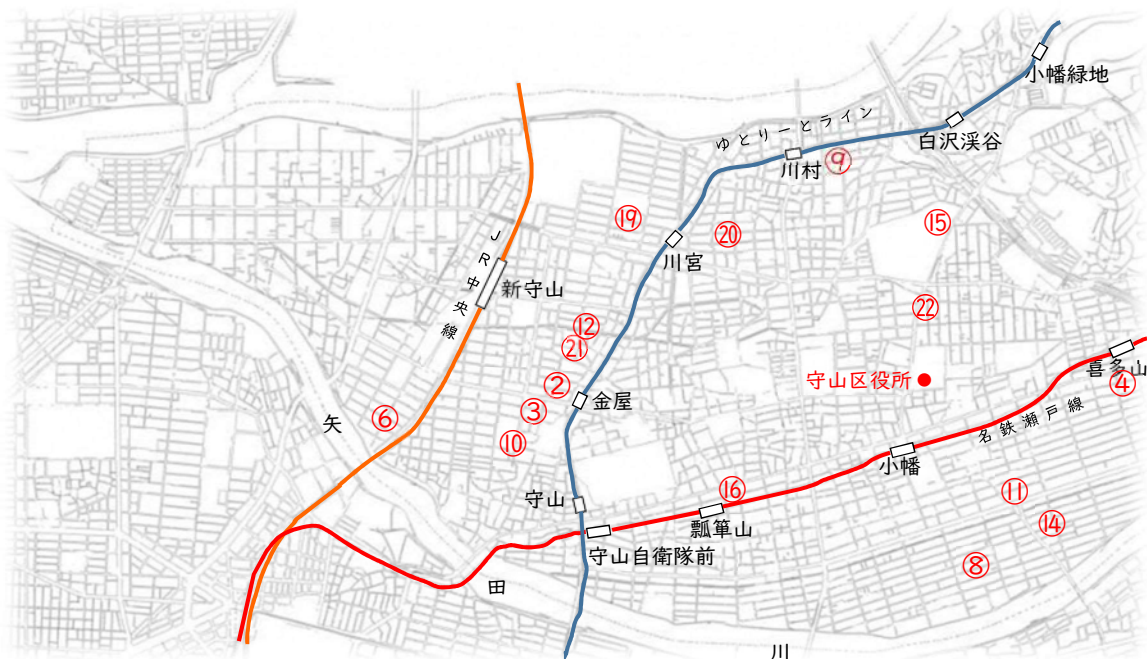 小幡緑地
白沢渓谷
ゆとりーとライン
川村
⑨
⑲
⑳
⑮
川宮
JR中央線
新守山
㉒
⑫
㉑
喜多山
守山区役所
②
④
金屋
③
⑥
矢
名鉄瀬戸線
⑩
小幡
⑯
⑪
守山
瓢箪山
⑭
守山自衛隊前
⑧
田
川